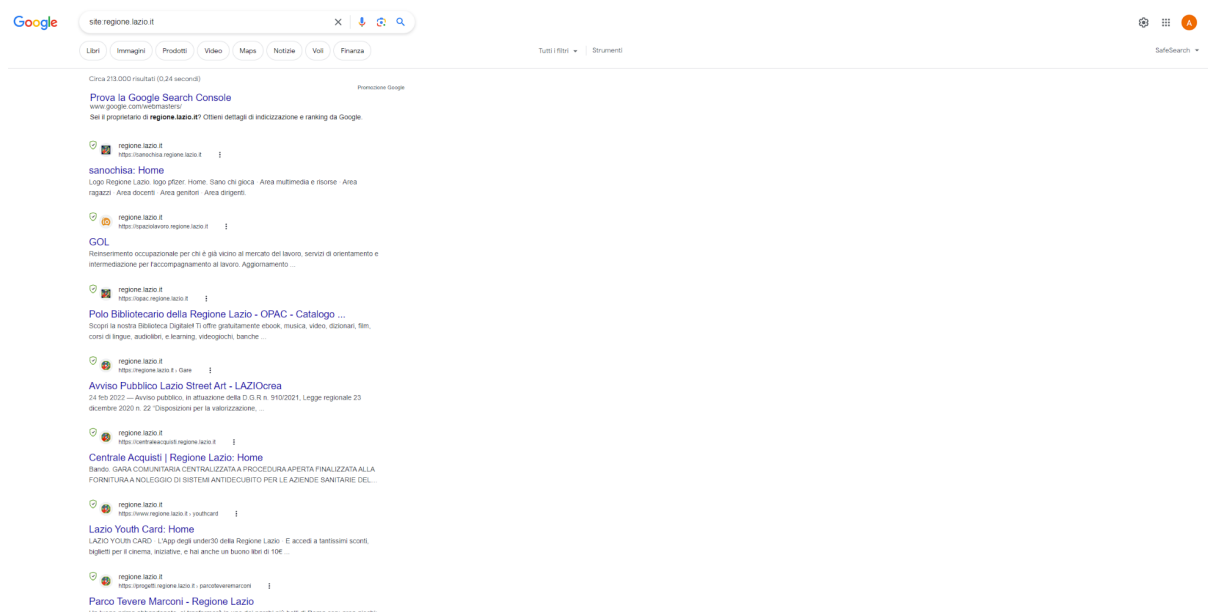 Google
site:regione.lazio.it
A
Libri Immagini Prodotti Video Maps Notizie Voli Finanza Tutti i filtri Strumenti SafeSearch
Circa 213.000 risultati (0,24 secondi)
Promozione Google
Prova la Google Search Console
www.google.com/webmasters/
Sei il proprietario di regione.lazio.it? Ottieni dettagli di indicizzazione e ranking da Google.
regione.lazio.it
https://sanochisa.regione.lazio.it
sanochisa: Home
Logo Regione Lazio. logo pfizer. Home. Sano chi gioca · Area multimedia e risorse · Area
ragazzi · Area docenti · Area genitori · Area dirigenti.
regione.lazio.it
https://spaziolavoro.regione.lazio.it
GOL
Reinserimento occupazionale per chi è già vicino al mercato del lavoro, servizi di orientamento e
intermediazione per l'accompagnamento al lavoro. Aggiornamento ...
regione.lazio.it
https://opac.regione.lazio.it
Polo Bibliotecario della Regione Lazio - OPAC - Catalogo ...
Scopri la nostra Biblioteca Digitale! Ti offre gratuitamente ebook, musica, video, dizionari, film,
corsi di lingue, audiolibri, e.learning, videogiochi, banche ...
regione.lazio.it
https://regione.lazio.it › Gare
Avviso Pubblico Lazio Street Art - LAZIOcrea
24 feb 2022 — Avviso pubblico, in attuazione della D.G.R n. 910/2021, Legge regionale 23
dicembre 2020 n. 22 "Disposizioni per la valorizzazione, ...
regione.lazio.it
https://centraleacquisti.regione.lazio.it
Centrale Acquisti | Regione Lazio: Home
Bando. GARA COMUNITARIA CENTRALIZZATA A PROCEDURA APERTA FINALIZZATA ALLA
FORNITURA A NOLEGGIO DI SISTEMI ANTIDECUBITO PER LE AZIENDE SANITARIE DEL...
regione.lazio.it
https://www.regione.lazio.it › youthcard
Lazio Youth Card: Home
LAZIO YOUth CARD · L'App degli under30 della Regione Lazio · E accedi a tantissimi sconti,
biglietti per il cinema, iniziative, e hai anche un buono libri di 10€ ...
regione.lazio.it
https://progetti.regione.lazio.it › parcoteveremarconi
Parco Tevere Marconi - Regione Lazio